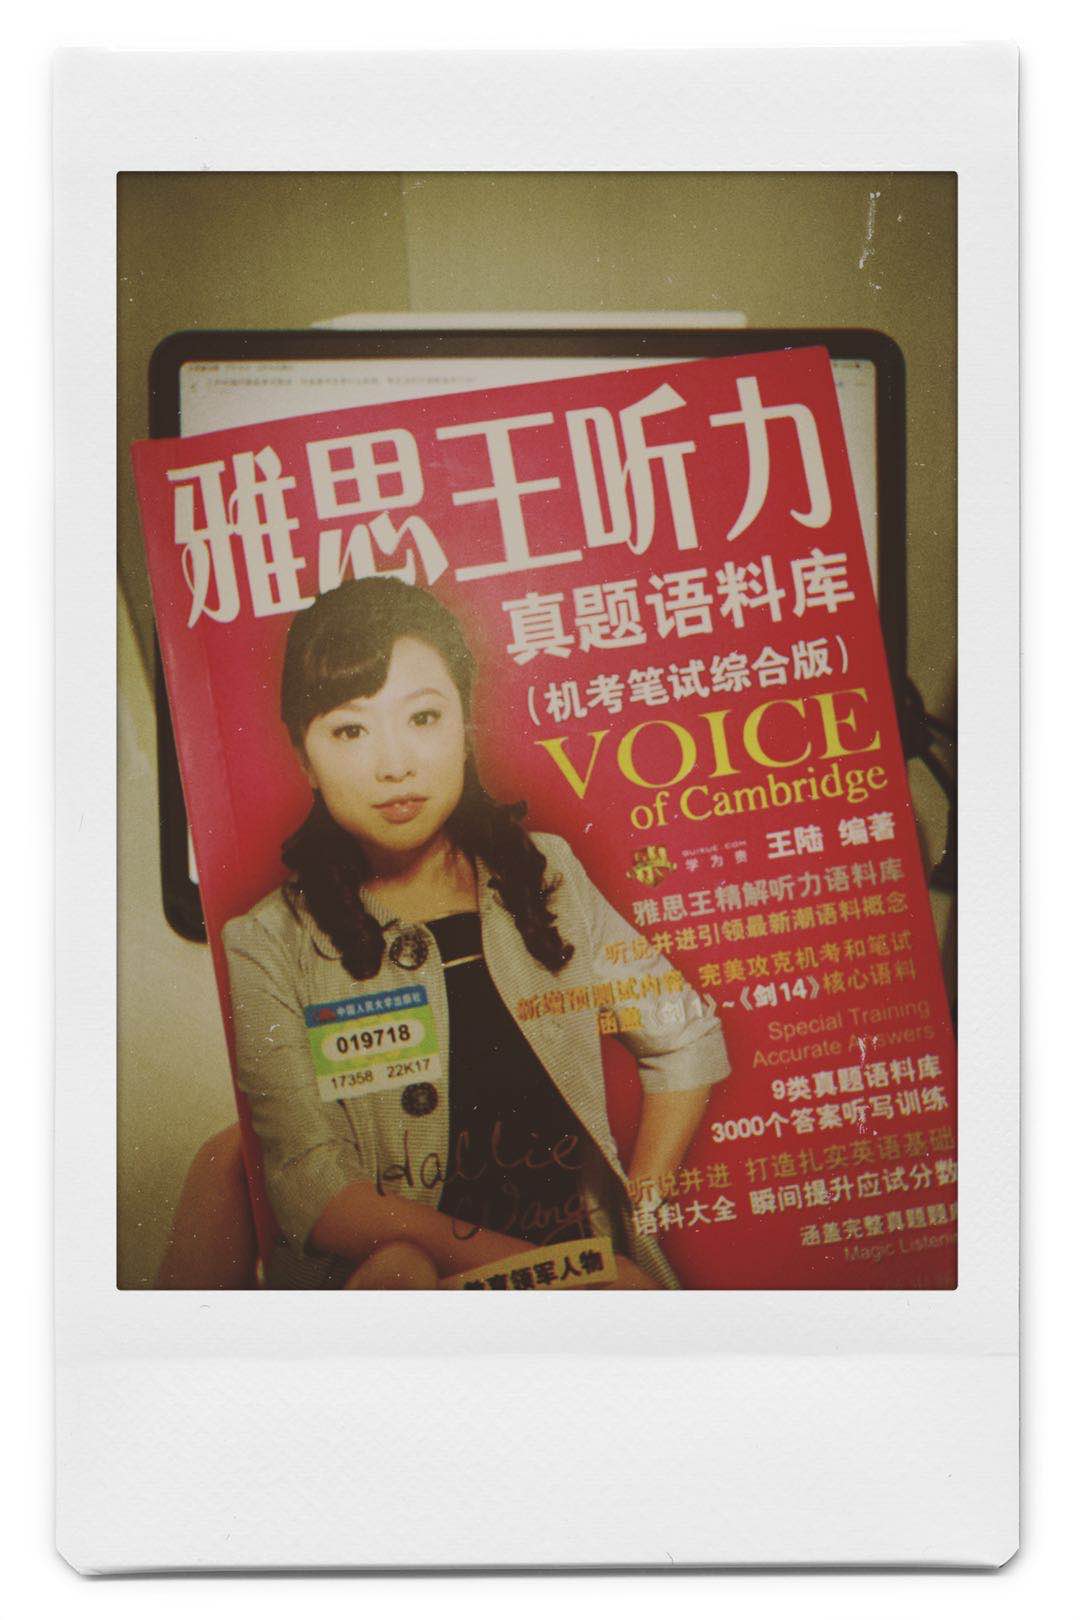 雅思王听力
真题语料库
（机考笔试综合版）
VOICE
of Cambridge
学为贵 王陆 编著
雅思王精解听力语料库
听说并进引领最新潮语料概念
完美攻克机考和笔试
新增预测试内容
涵盖《剑4》~《剑14》核心语料
Special Training
Accurate Answers
9类真题语料库
3000个答案听写训练
听说并进 打造扎实英语基础
语料大全 瞬间提升应试分数
涵盖完整真题题库
Magic Listening
中国人民大学出版社
019718
17358 22K17
Hallie
Wang
教育领军人物